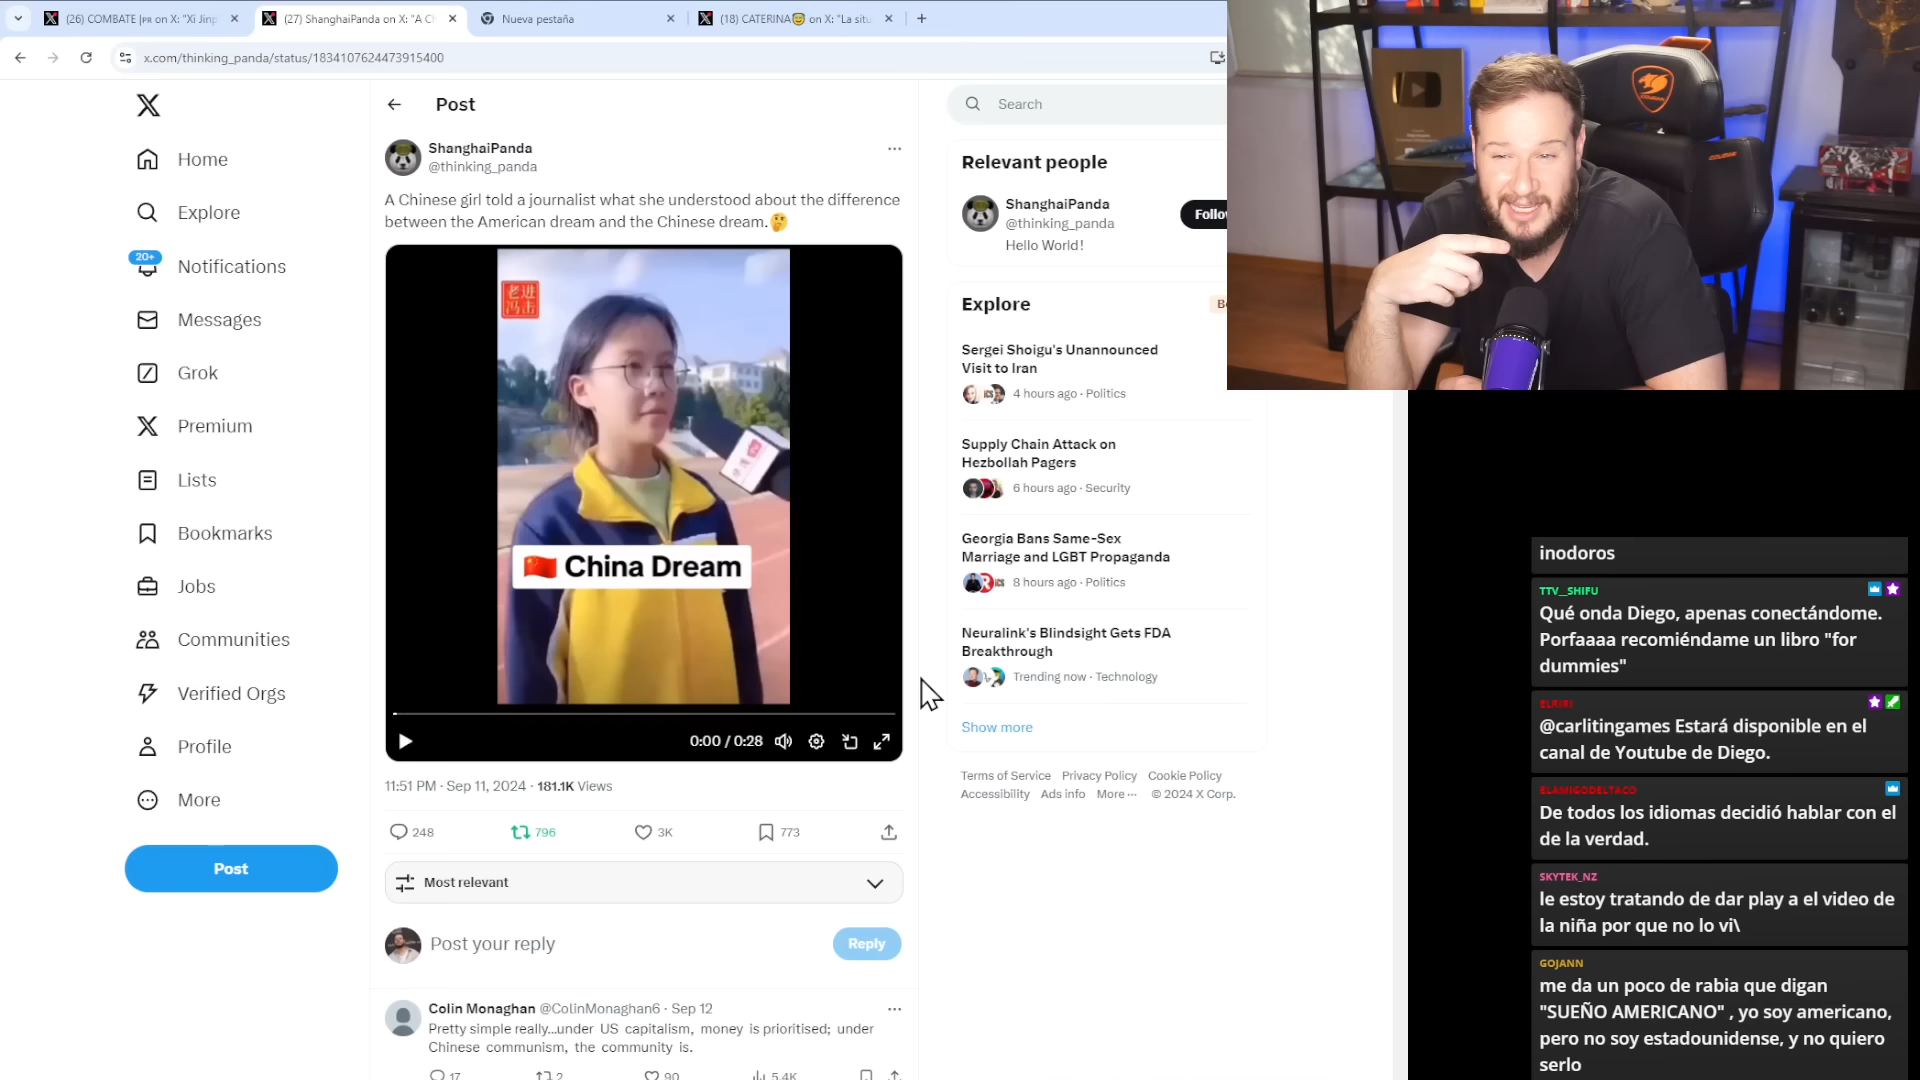 (26) COMBATE |🇵🇷 on X: "Xi Jinp
(27) ShanghaiPanda on X: "A Ch
Nueva pestaña
(18) CATERINA😇 on X: "La situ
x.com/thinking_panda/status/1834107624473915400
Home
Explore
20+
Notifications
Messages
Grok
Premium
Lists
Bookmarks
Jobs
Communities
Verified Orgs
Profile
More
Post
Post
ShanghaiPanda
@thinking_panda
A Chinese girl told a journalist what she understood about the difference
between the American dream and the Chinese dream.🤔
🇨🇳 China Dream
0:00 / 0:28
11:51 PM · Sep 11, 2024 · 181.1K Views
248
796
3K
773
Most relevant
Post your reply
Reply
Colin Monaghan @ColinMonaghan6 · Sep 12
Pretty simple really...under US capitalism, money is prioritised; under
Chinese communism, the community is.
17
2
90
5.4K
Search
Relevant people
ShanghaiPanda
@thinking_panda
Hello World!
Follow
Explore
Sergei Shoigu's Unannounced
Visit to Iran
4 hours ago · Politics
Supply Chain Attack on
Hezbollah Pagers
6 hours ago · Security
Georgia Bans Same-Sex
Marriage and LGBT Propaganda
8 hours ago · Politics
Neuralink's Blindsight Gets FDA
Breakthrough
Trending now · Technology
Show more
Terms of Service Privacy Policy Cookie Policy
Accessibility Ads info More ··· © 2024 X Corp.
COUGAR
inodoros
TTV_SHIFU
Qué onda Diego, apenas conectándome.
Porfaaaa recomiéndame un libro "for
dummies"
ELRIRI
@carlitingames Estará disponible en el
canal de Youtube de Diego.
ELAMIGODELTACO
De todos los idiomas decidió hablar con el
de la verdad.
SKYTEK_NZ
le estoy tratando de dar play a el video de
la niña por que no lo vi\
GOJANN
me da un poco de rabia que digan
"SUEÑO AMERICANO" , yo soy americano,
pero no soy estadounidense, y no quiero
serlo